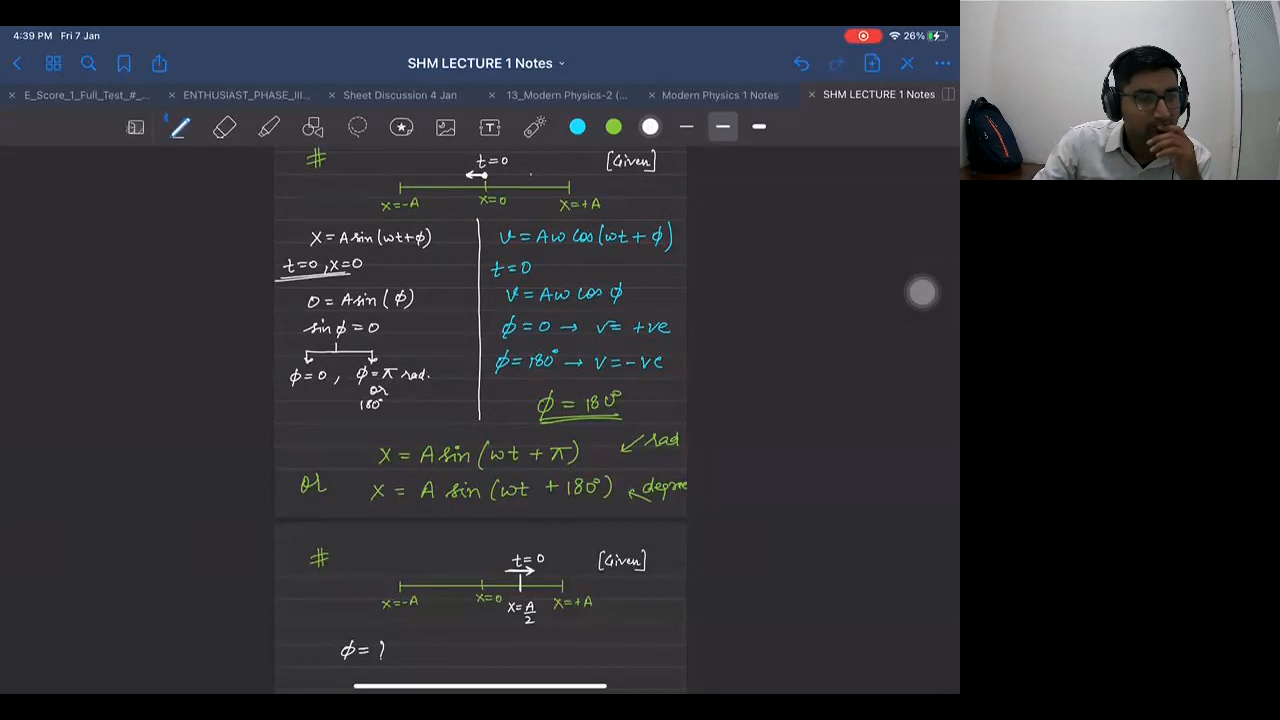 4:39 PM Fri 7 Jan
26%
SHM LECTURE 1 Notes
E_Score_1_Full_Test_#_...
ENTHUSIAST_PHASE_III...
Sheet Discussion 4 Jan
13_Modern Physics-2 (...
Modern Physics 1 Notes
SHM LECTURE 1 Notes
# t=0 [Given]
x=-A x=0 x=+A
x=A sin(ωt+ϕ)
t=0, x=0
0=A sin(ϕ)
sin ϕ=0
ϕ=0, ϕ=π rad.
or
180°
v=Aω cos(ωt+ϕ)
t=0
v=Aω cos ϕ
ϕ=0 → v= +ve
ϕ=180° → v=-ve
ϕ = 180°
x = A sin(ωt + π) ↙ rad
or x = A sin(ωt + 180°) ↖ degree
# t=0 [Given]
x=-A x=0 x=A/2 x=+A
ϕ= ?